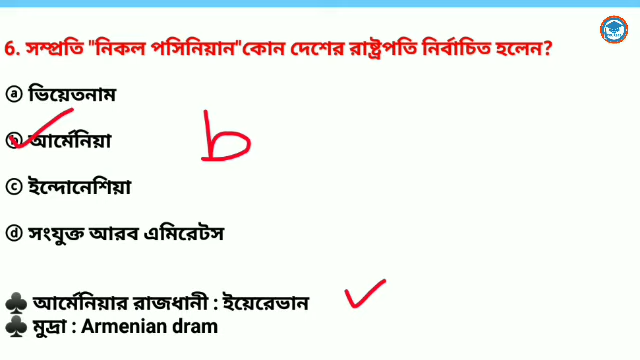 6. সম্প্রতি "নিকল পসিনিয়ান"কোন দেশের রাষ্ট্রপতি নির্বাচিত হলেন?
ⓐ ভিয়েতনাম
ⓑ আর্মেনিয়া
b
ⓒ ইন্দোনেশিয়া
ⓓ সংযুক্ত আরব এমিরেটস
♣ আর্মেনিয়ার রাজধানী : ইয়েরেভান
♣ মুদ্রা : Armenian dram